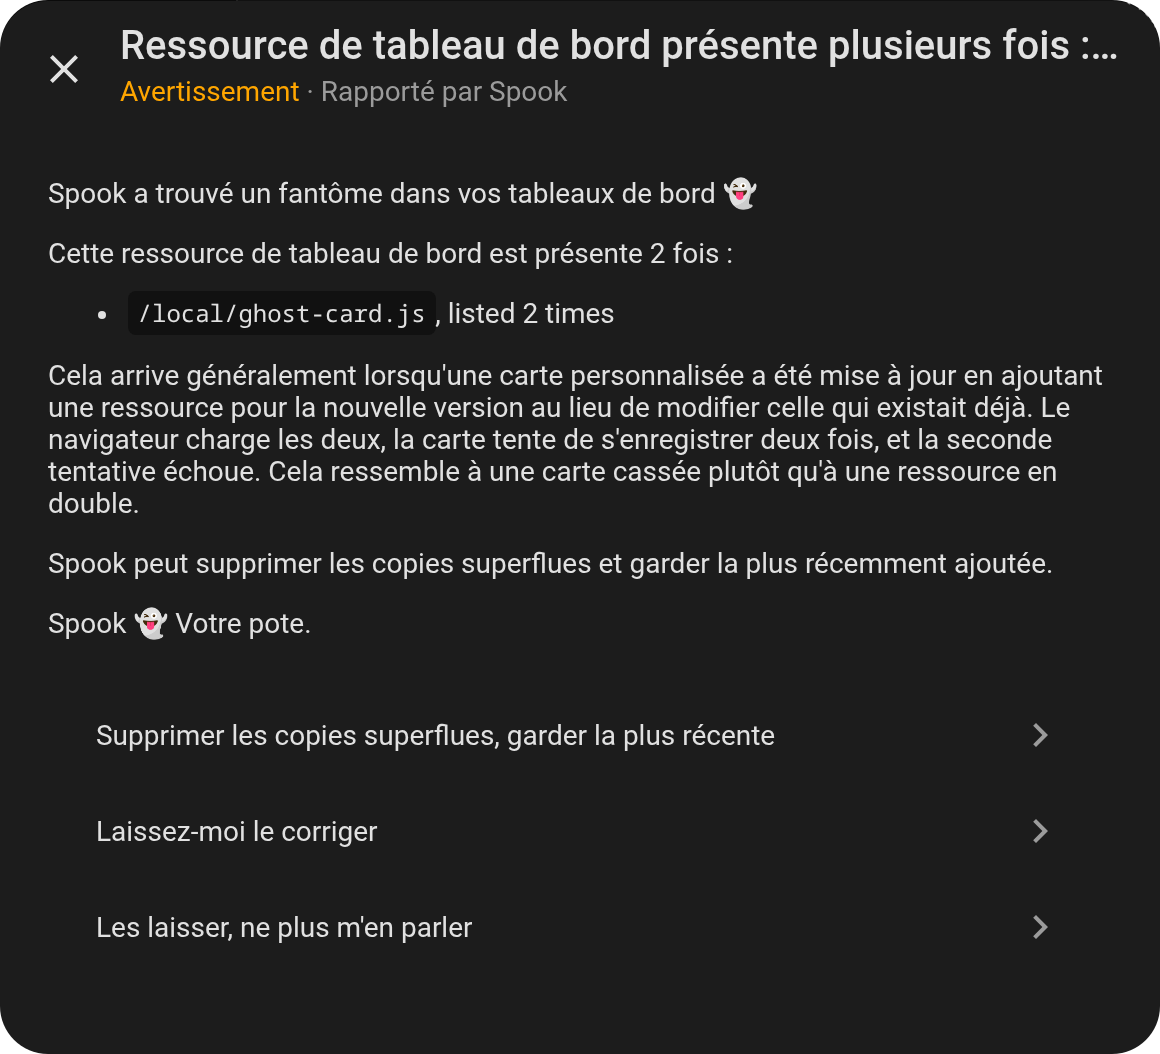 Ressource de tableau de bord présente plusieurs fois :...
Avertissement · Rapporté par Spook
Spook a trouvé un fantôme dans vos tableaux de bord 👻
Cette ressource de tableau de bord est présente 2 fois :
• /local/ghost-card.js, listed 2 times
Cela arrive généralement lorsqu'une carte personnalisée a été mise à jour en ajoutant
une ressource pour la nouvelle version au lieu de modifier celle qui existait déjà. Le
navigateur charge les deux, la carte tente de s'enregistrer deux fois, et la seconde
tentative échoue. Cela ressemble à une carte cassée plutôt qu'à une ressource en
double.
Spook peut supprimer les copies superflues et garder la plus récemment ajoutée.
Spook 👻 Votre pote.
Supprimer les copies superflues, garder la plus récente
Laissez-moi le corriger
Les laisser, ne plus m'en parler